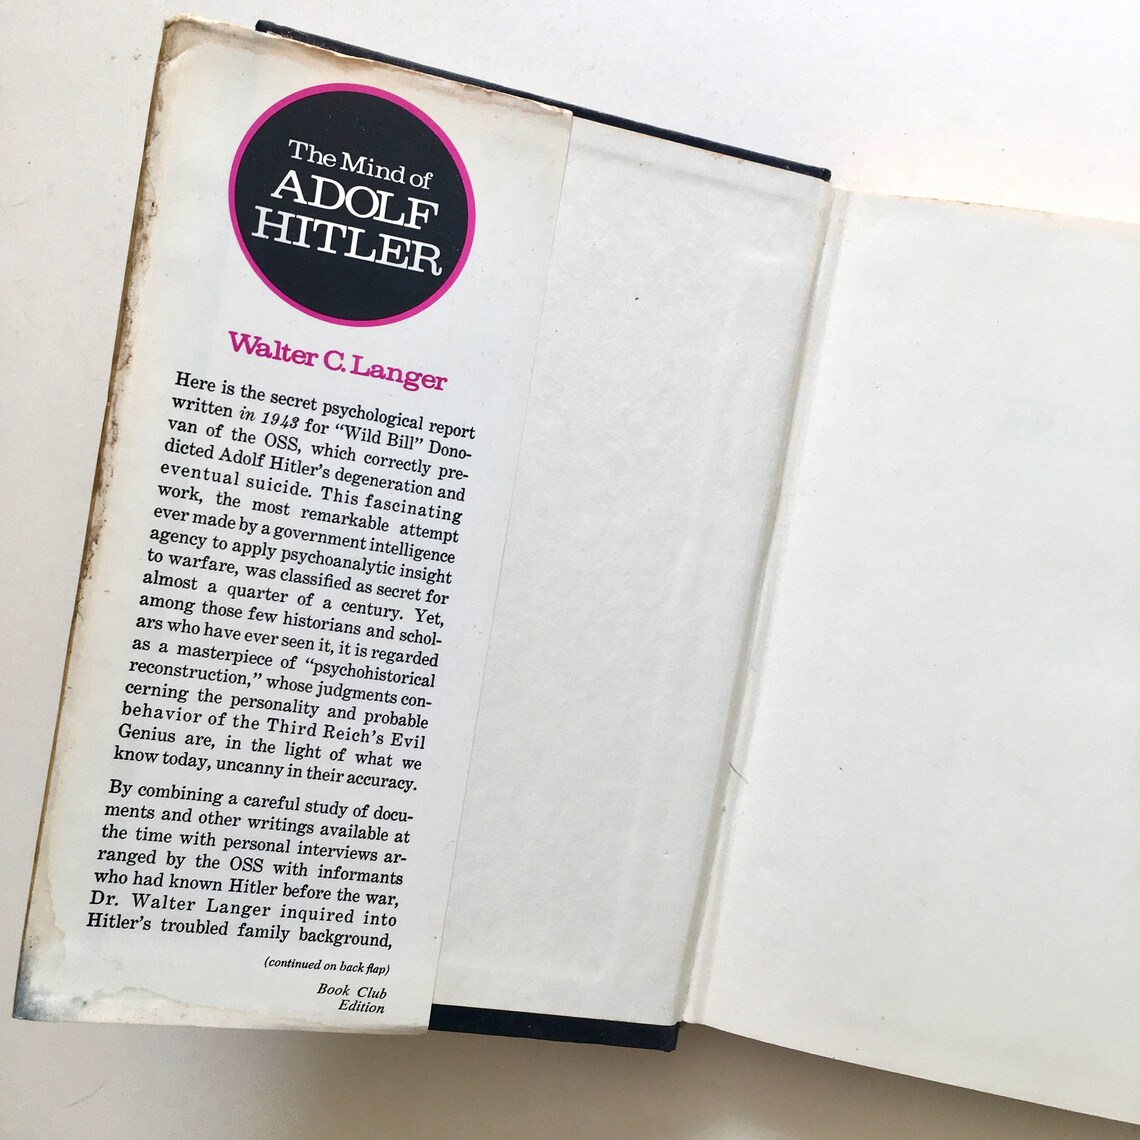 The Mind of
ADOLF
HITLER
Walter C. Langer
Here is the secret psychological report
written in 1943 for “Wild Bill” Dono-
van of the OSS, which correctly pre-
dicted Adolf Hitler’s degeneration and
eventual suicide. This fascinating
work, the most remarkable attempt
ever made by a government intelligence
agency to apply psychoanalytic insight
to warfare, was classified as secret for
almost a quarter of a century. Yet,
among those few historians and schol-
ars who have ever seen it, it is regarded
as a masterpiece of “psychohistorical
reconstruction,” whose judgments con-
cerning the personality and probable
behavior of the Third Reich’s Evil
Genius are, in the light of what we
know today, uncanny in their accuracy.
By combining a careful study of docu-
ments and other writings available at
the time with personal interviews ar-
ranged by the OSS with informants
who had known Hitler before the war,
Dr. Walter Langer inquired into
Hitler’s troubled family background,
(continued on back flap)
Book Club
Edition